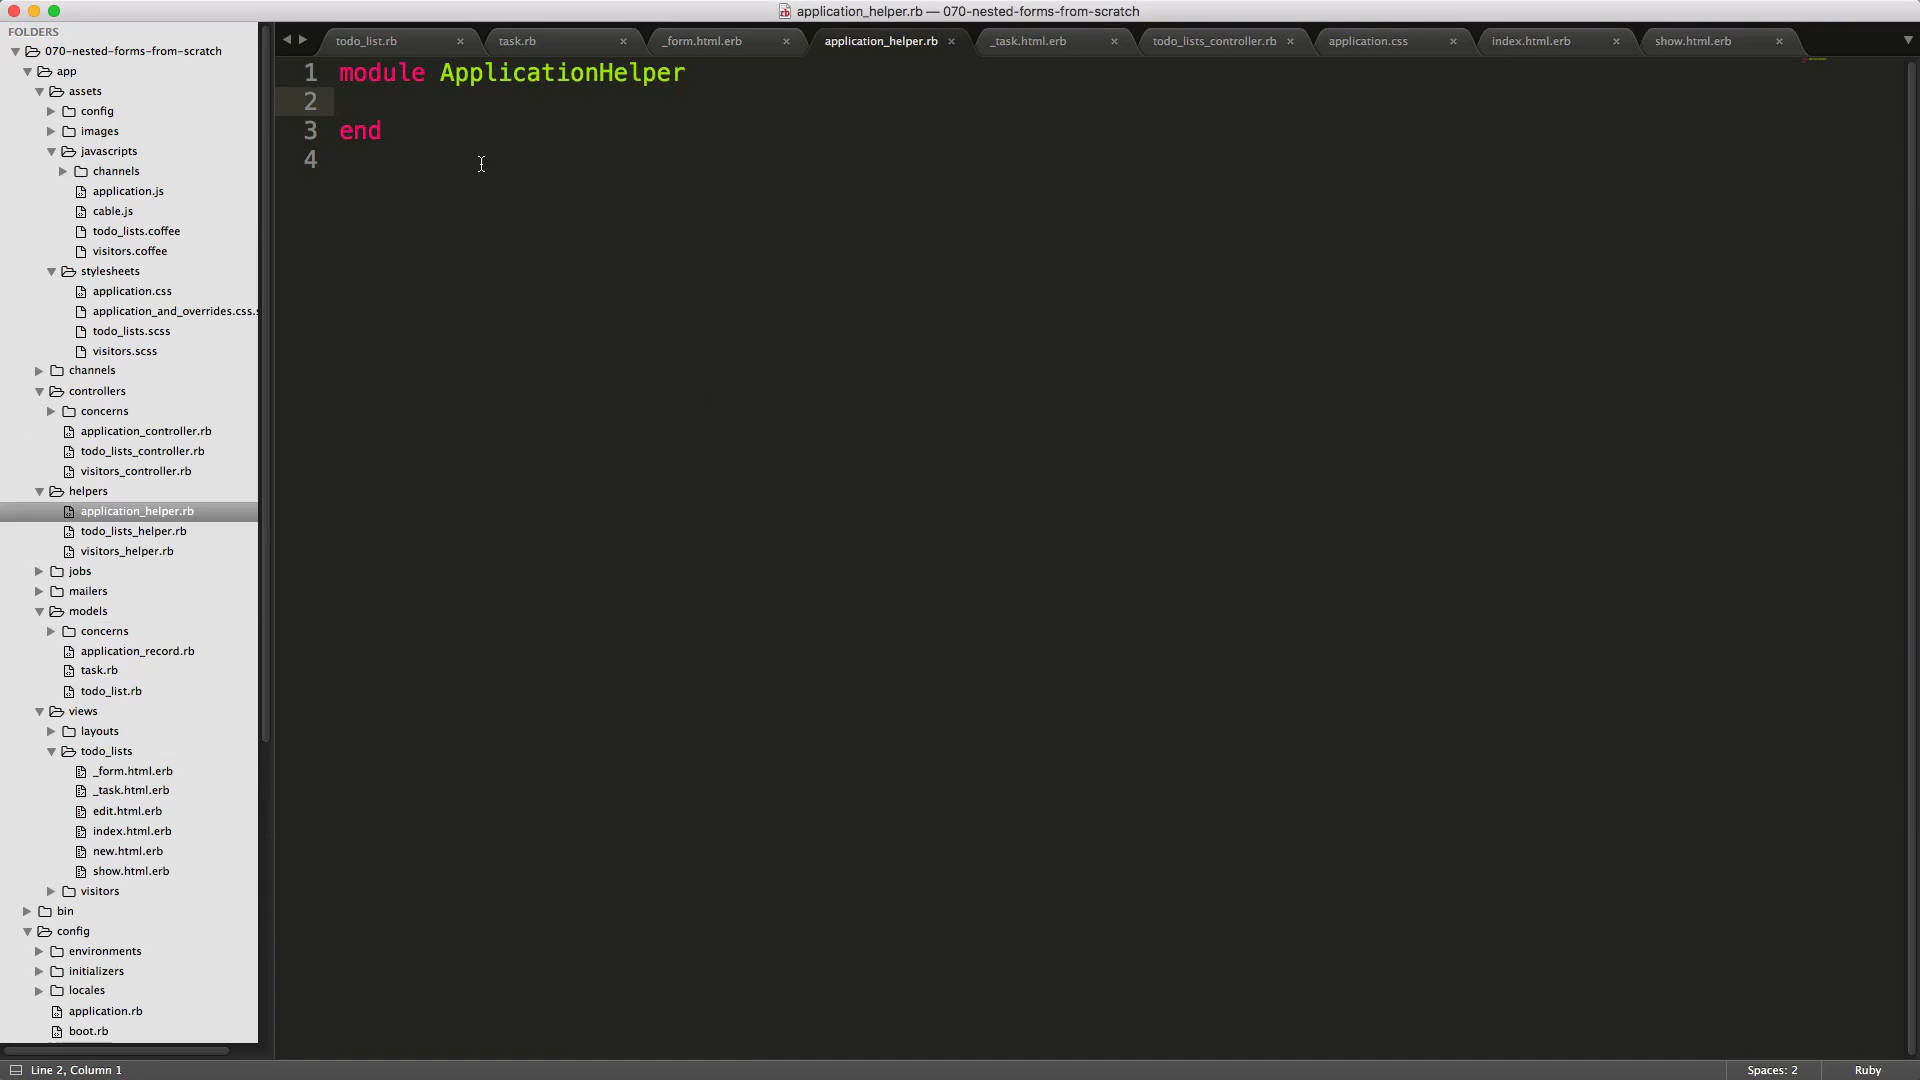 application_helper.rb — 070-nested-forms-from-scratch
FOLDERS
070-nested-forms-from-scratch
app
assets
config
images
javascripts
channels
application.js
cable.js
todo_lists.coffee
visitors.coffee
stylesheets
application.css
application_and_overrides.css.s
todo_lists.scss
visitors.scss
channels
controllers
concerns
application_controller.rb
todo_lists_controller.rb
visitors_controller.rb
helpers
application_helper.rb
todo_lists_helper.rb
visitors_helper.rb
jobs
mailers
models
concerns
application_record.rb
task.rb
todo_list.rb
views
layouts
todo_lists
_form.html.erb
_task.html.erb
edit.html.erb
index.html.erb
new.html.erb
show.html.erb
visitors
bin
config
environments
initializers
locales
application.rb
boot.rb
todo_list.rb task.rb _form.html.erb application_helper.rb _task.html.erb todo_lists_controller.rb application.css index.html.erb show.html.erb
1 module ApplicationHelper
2
3 end
4
Line 2, Column 1 Spaces: 2 Ruby